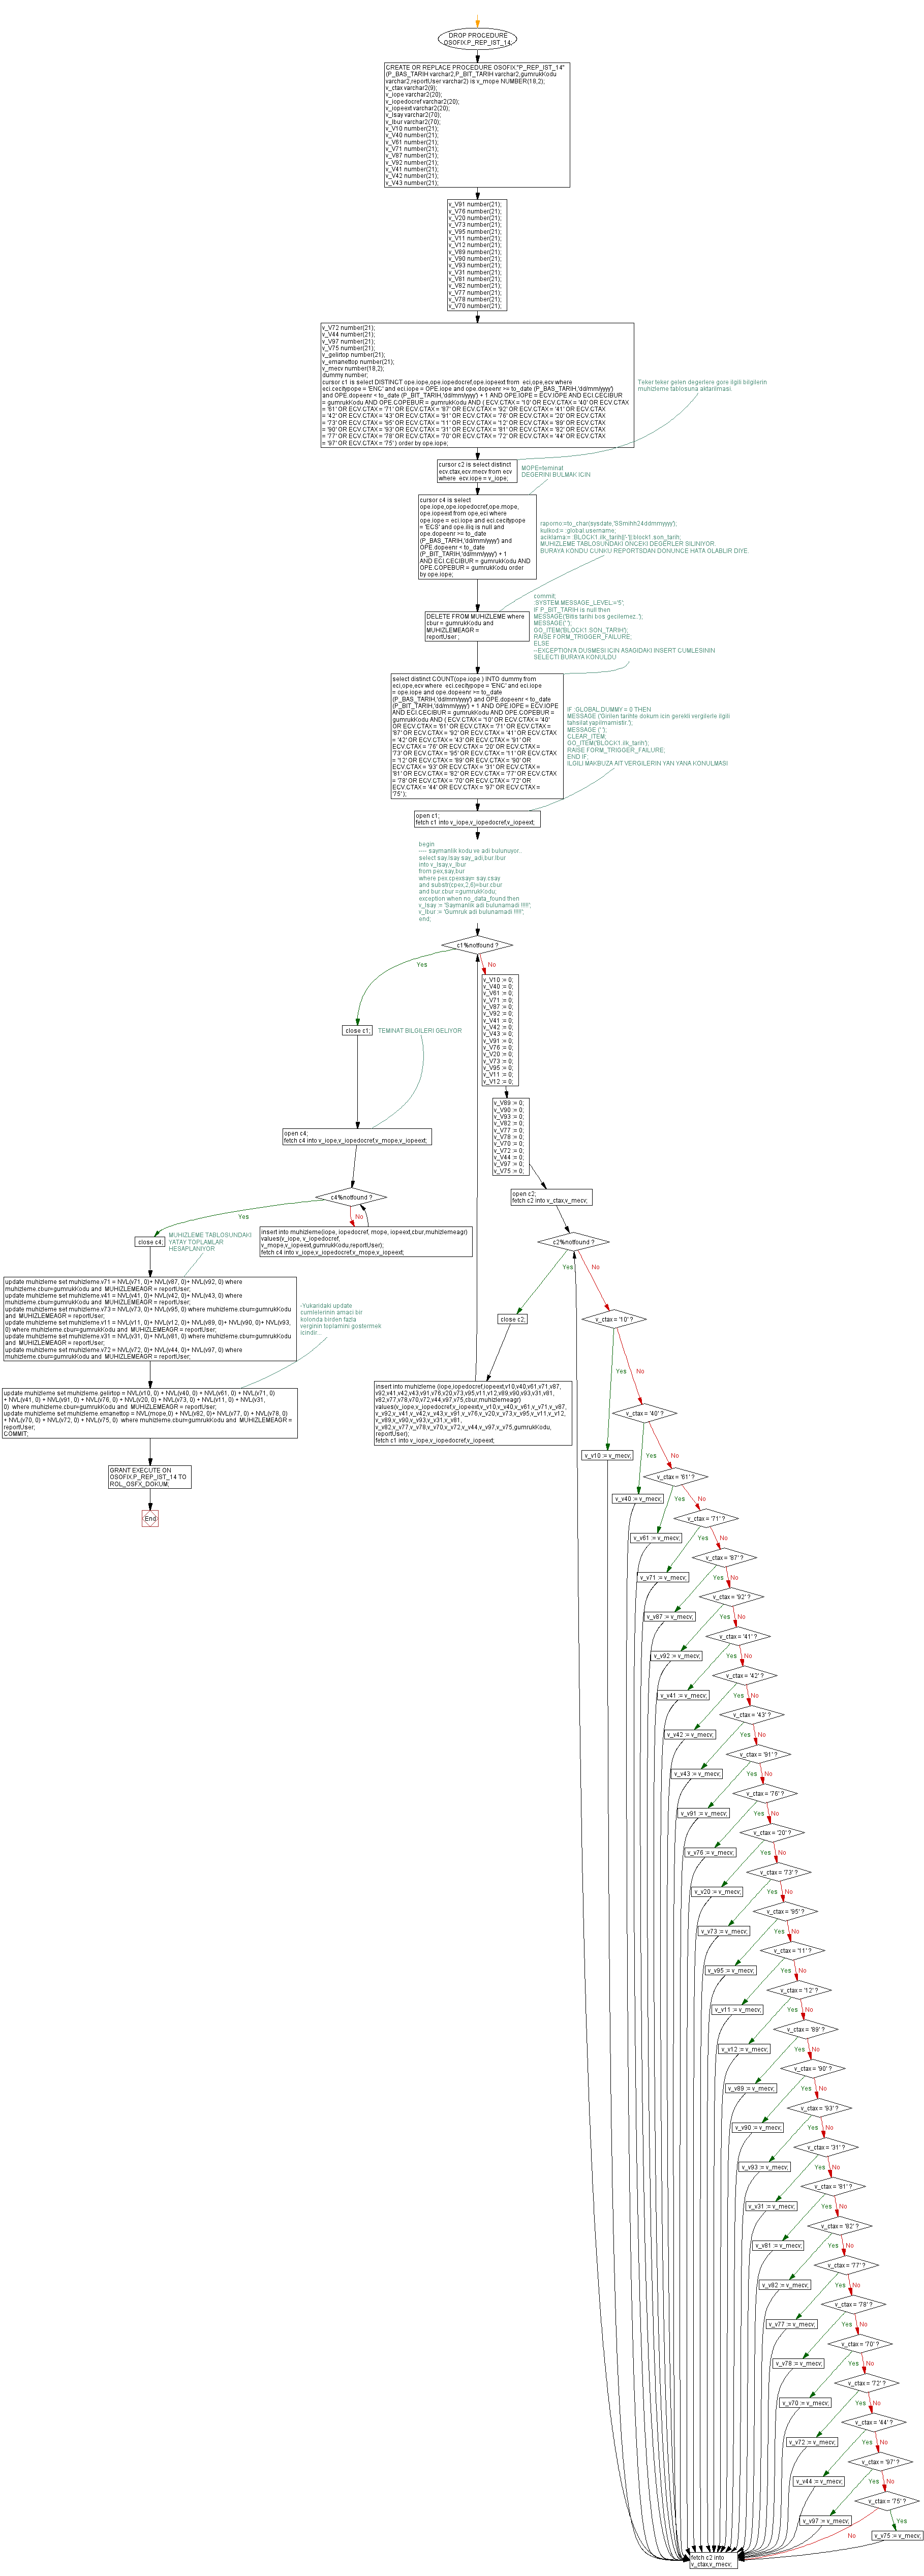 DROP PROCEDURE
OSOFIX.P_REP_IST_14;
CREATE OR REPLACE PROCEDURE OSOFIX."P_REP_IST_14"
(P_BAS_TARIH varchar2,P_BIT_TARIH varchar2,gumrukKodu
varchar2,reportUser varchar2) is v_mope NUMBER(18,2);
v_ctax varchar2(9);
v_iope varchar2(20);
v_iopedocref varchar2(20);
v_iopeext varchar2(20);
v_lsay varchar2(70);
v_lbur varchar2(70);
v_V10 number(21);
v_V40 number(21);
v_V61 number(21);
v_V71 number(21);
v_V87 number(21);
v_V92 number(21);
v_V41 number(21);
v_V42 number(21);
v_V43 number(21);
v_V91 number(21);
v_V76 number(21);
v_V20 number(21);
v_V73 number(21);
v_V95 number(21);
v_V11 number(21);
v_V12 number(21);
v_V89 number(21);
v_V90 number(21);
v_V93 number(21);
v_V31 number(21);
v_V81 number(21);
v_V82 number(21);
v_V77 number(21);
v_V78 number(21);
v_V70 number(21);
v_V72 number(21);
v_V44 number(21);
v_V97 number(21);
v_V75 number(21);
v_gelirtop number(21);
v_emanettop number(21);
v_mecv number(18,2);
dummy number;
cursor c1 is select DISTINCT ope.iope,ope.iopedocref,ope.iopeext from  eci,ope,ecv where
eci.cecitypece = 'ENC' and eci.iope = OPE.iope and ope.dopeenr >= to_date (P_BAS_TARIH,'dd/mm/yyyy')
and OPE.dopeenr < to_date (P_BIT_TARIH,'dd/mm/yyyy') + 1 AND OPE.IOPE = ECV.IOPE AND ECI.CECIBUR
= gumrukKodu AND OPE.COPEBUR = gumrukKodu AND ( ECV.CTAX = '10' OR ECV.CTAX = '40' OR ECV.CTAX
= '61' OR ECV.CTAX = '71' OR ECV.CTAX = '87' OR ECV.CTAX = '92' OR ECV.CTAX = '41' OR ECV.CTAX
= '42' OR ECV.CTAX = '43' OR ECV.CTAX = '91' OR ECV.CTAX = '76' OR ECV.CTAX = '20' OR ECV.CTAX
= '73' OR ECV.CTAX = '95' OR ECV.CTAX = '11' OR ECV.CTAX = '12' OR ECV.CTAX = '89' OR ECV.CTAX
= '90' OR ECV.CTAX = '93' OR ECV.CTAX = '31' OR ECV.CTAX = '81' OR ECV.CTAX = '82' OR ECV.CTAX
= '77' OR ECV.CTAX = '78' OR ECV.CTAX = '70' OR ECV.CTAX = '72' OR ECV.CTAX = '44' OR ECV.CTAX
= '97' OR ECV.CTAX = '75' ) order by ope.iope;
Teker teker gelen degerlere gore ilgili bilgilerin
muhizleme tablosuna aktarilmasi.
cursor c2 is select distinct
ecv.ctax,ecv.mecv from ecv
where  ecv.iope = v_iope;
MOPE=teminat
DEGERINI BULMAK ICIN
cursor c4 is select
ope.iope,ope.iopedocref,ope.mope,
ope.iopeext from ope,eci where
ope.iope = eci.iope and eci.cecitypece
= 'ECS' and ope.iliq is null and
ope.dopeenr >= to_date
(P_BAS_TARIH,'dd/mm/yyyy') and
OPE.dopeenr < to_date
(P_BIT_TARIH,'dd/mm/yyyy') + 1
AND ECI.CECIBUR = gumrukKodu AND
OPE.COPEBUR = gumrukKodu order
by ope.iope;
raporno:=to_char(sysdate,'SSmihh24ddmmyyyy');
kulkod:= :global.username;
aciklama:= :BLOCK1.ilk_tarih||'-'||:block1.son_tarih;
MUHIZLEME TABLOSUNDAKI ONCEKI DEGERLER SILINIYOR.
BURAYA KONDU CUNKU REPORTSDAN DONUNCE HATA OLABLIR DIYE.
DELETE FROM MUHIZLEME where
cbur = gumrukKodu and
MUHIZLEMEAGR =
reportUser ;
commit;
:SYSTEM.MESSAGE_LEVEL:='5';
IF P_BIT_TARIH is null then
MESSAGE('Bitis tarihi bos gecilemez..');
MESSAGE(' ');
GO_ITEM('BLOCK1.SON_TARIH');
RAISE FORM_TRIGGER_FAILURE;
ELSE
--EXCEPTION'A DUSMESI ICIN ASAGIDAKI INSERT CUMLESININ
SELECTI BURAYA KONULDU
select distinct COUNT(ope.iope ) INTO dummy from
eci,ope,ecv where  eci.cecitypece = 'ENC' and eci.iope
= ope.iope and ope.dopeenr >= to_date
(P_BAS_TARIH,'dd/mm/yyyy') and OPE.dopeenr < to_date
(P_BIT_TARIH,'dd/mm/yyyy') + 1 AND OPE.IOPE = ECV.IOPE
AND ECI.CECIBUR = gumrukKodu AND OPE.COPEBUR =
gumrukKodu AND ( ECV.CTAX = '10' OR ECV.CTAX = '40'
OR ECV.CTAX = '61' OR ECV.CTAX = '71' OR ECV.CTAX =
'87' OR ECV.CTAX = '92' OR ECV.CTAX = '41' OR ECV.CTAX
= '42' OR ECV.CTAX = '43' OR ECV.CTAX = '91' OR
ECV.CTAX = '76' OR ECV.CTAX = '20' OR ECV.CTAX =
'73' OR ECV.CTAX = '95' OR ECV.CTAX = '11' OR ECV.CTAX
= '12' OR ECV.CTAX = '89' OR ECV.CTAX = '90' OR
ECV.CTAX = '93' OR ECV.CTAX = '31' OR ECV.CTAX =
'81' OR ECV.CTAX = '82' OR ECV.CTAX = '77' OR ECV.CTAX
= '78' OR ECV.CTAX = '70' OR ECV.CTAX = '72' OR
ECV.CTAX = '44' OR ECV.CTAX = '97' OR ECV.CTAX =
'75' );
IF :GLOBAL.DUMMY = 0 THEN
MESSAGE ('Girilen tarihte dokum icin gerekli vergilerle ilgili
tahsilat yapilmamistir.');
MESSAGE (' ');
CLEAR_ITEM;
GO_ITEM('BLOCK1.ilk_tarih');
RAISE FORM_TRIGGER_FAILURE;
END IF;
ILGILI MAKBUZA AIT VERGILERIN YAN YANA KONULMASI
open c1;
fetch c1 into v_iope,v_iopedocref,v_iopeext;
begin
---- saymanlik kodu ve adi bulunuyor..
select say.lsay say_adi,bur.lbur
into v_lsay,v_lbur
from pex,say,bur
where pex.cpexsay= say.csay
and substr(cpex,2,6)=bur.cbur
and bur.cbur =gumrukKodu;
exception when no_data_found then
v_lsay := 'Saymanlik adi bulunamadi !!!!!';
v_lbur := 'Gumruk adi bulunamadi !!!!!';
end;
c1%notfound ?
Yes
No
v_V10 := 0;
v_V40 := 0;
v_V61 := 0;
v_V71 := 0;
v_V87 := 0;
v_V92 := 0;
v_V41 := 0;
v_V42 := 0;
v_V43 := 0;
v_V91 := 0;
v_V76 := 0;
v_V20 := 0;
v_V73 := 0;
v_V95 := 0;
v_V11 := 0;
v_V12 := 0;
close c1;
TEMINAT BILGILERI GELIYOR
v_V89 := 0;
v_V90 := 0;
v_V93 := 0;
v_V82 := 0;
v_V77 := 0;
v_V78 := 0;
v_V70 := 0;
v_V72 := 0;
v_V44 := 0;
v_V97 := 0;
v_V75 := 0;
open c4;
fetch c4 into v_iope,v_iopedocref,v_mope,v_iopeext;
open c2;
fetch c2 into v_ctax,v_mecv;
c4%notfound ?
Yes
No
insert into muhizleme(iope, iopedocref, mope, iopeext,cbur,muhizlemeagr)
values(v_iope, v_iopedocref,
v_mope,v_iopeext,gumrukKodu,reportUser);
fetch c4 into v_iope,v_iopedocref,v_mope,v_iopeext;
close c4;
MUHIZLEME TABLOSUNDAKI
YATAY TOPLAMLAR
HESAPLANIYOR
c2%notfound ?
Yes
No
update muhizleme set muhizleme.v71 = NVL(v71, 0)+ NVL(v87, 0)+ NVL(v92, 0) where
muhizleme.cbur=gumrukKodu and  MUHIZLEMEAGR = reportUser;
update muhizleme set muhizleme.v41 = NVL(v41, 0)+ NVL(v42, 0)+ NVL(v43, 0) where
muhizleme.cbur=gumrukKodu and  MUHIZLEMEAGR = reportUser;
update muhizleme set muhizleme.v73 = NVL(v73, 0)+ NVL(v95, 0) where muhizleme.cbur=gumrukKodu
and  MUHIZLEMEAGR = reportUser;
update muhizleme set muhizleme.v11 = NVL(v11, 0)+ NVL(v12, 0)+ NVL(v89, 0)+ NVL(v90, 0)+ NVL(v93,
0) where muhizleme.cbur=gumrukKodu and  MUHIZLEMEAGR = reportUser;
update muhizleme set muhizleme.v31 = NVL(v31, 0)+ NVL(v81, 0) where muhizleme.cbur=gumrukKodu
and  MUHIZLEMEAGR = reportUser;
update muhizleme set muhizleme.v72 = NVL(v72, 0)+ NVL(v44, 0)+ NVL(v97, 0) where
muhizleme.cbur=gumrukKodu and  MUHIZLEMEAGR = reportUser;
-Yukaridaki update
cumlelerinin amaci bir
kolonda birden fazla
verginin toplamini gostermek
icindir..
close c2;
v_ctax = '10' ?
Yes
No
update muhizleme set muhizleme.gelirtop = NVL(v10, 0) + NVL(v40, 0) + NVL(v61, 0) + NVL(v71, 0)
+ NVL(v41, 0) + NVL(v91, 0) + NVL(v76, 0) + NVL(v20, 0) + NVL(v73, 0) + NVL(v11, 0) + NVL(v31,
0)  where muhizleme.cbur=gumrukKodu and  MUHIZLEMEAGR = reportUser;
update muhizleme set muhizleme.emanettop = NVL(mope,0) + NVL(v82, 0)+ NVL(v77, 0) + NVL(v78, 0)
+ NVL(v70, 0) + NVL(v72, 0) + NVL(v75, 0)  where muhizleme.cbur=gumrukKodu and  MUHIZLEMEAGR =
reportUser;
COMMIT;
insert into muhizleme (iope,iopedocref,iopeext,v10,v40,v61,v71,v87,
v92,v41,v42,v43,v91,v76,v20,v73,v95,v11,v12,v89,v90,v93,v31,v81,
v82,v77,v78,v70,v72,v44,v97,v75,cbur,muhizlemeagr)
values(v_iope,v_iopedocref,v_iopeext,v_v10,v_v40,v_v61,v_v71,v_v87,
v_v92,v_v41,v_v42,v_v43,v_v91,v_v76,v_v20,v_v73,v_v95,v_v11,v_v12,
v_v89,v_v90,v_v93,v_v31,v_v81,
v_v82,v_v77,v_v78,v_v70,v_v72,v_v44,v_v97,v_v75,gumrukKodu,
reportUser);
fetch c1 into v_iope,v_iopedocref,v_iopeext;
GRANT EXECUTE ON
OSOFIX.P_REP_IST_14 TO
ROL_OSFX_DOKUM;
End
v_ctax = '40' ?
v_v10 := v_mecv;
Yes
No
v_ctax = '61' ?
v_v40 := v_mecv;
Yes
No
v_ctax = '71' ?
v_v61 := v_mecv;
Yes
No
v_ctax = '87' ?
v_v71 := v_mecv;
Yes
No
v_ctax = '92' ?
v_v87 := v_mecv;
Yes
No
v_ctax = '41' ?
v_v92 := v_mecv;
Yes
No
v_ctax = '42' ?
v_v41 := v_mecv;
Yes
No
v_ctax = '43' ?
v_v42 := v_mecv;
Yes
No
v_ctax = '91' ?
v_v43 := v_mecv;
Yes
No
v_ctax = '76' ?
v_v91 := v_mecv;
Yes
No
v_ctax = '20' ?
v_v76 := v_mecv;
Yes
No
v_ctax = '73' ?
v_v20 := v_mecv;
Yes
No
v_ctax = '95' ?
v_v73 := v_mecv;
Yes
No
v_ctax = '11' ?
v_v95 := v_mecv;
Yes
No
v_ctax = '12' ?
v_v11 := v_mecv;
Yes
No
v_ctax = '89' ?
v_v12 := v_mecv;
Yes
No
v_ctax = '90' ?
v_v89 := v_mecv;
Yes
No
v_ctax = '93' ?
v_v90 := v_mecv;
Yes
No
v_ctax = '31' ?
v_v93 := v_mecv;
Yes
No
v_ctax = '81' ?
v_v31 := v_mecv;
Yes
No
v_ctax = '82' ?
v_v81 := v_mecv;
Yes
No
v_ctax = '77' ?
v_v82 := v_mecv;
Yes
No
v_ctax = '78' ?
v_v77 := v_mecv;
Yes
No
v_ctax = '70' ?
v_v78 := v_mecv;
Yes
No
v_ctax = '72' ?
v_v70 := v_mecv;
Yes
No
v_ctax = '44' ?
v_v72 := v_mecv;
Yes
No
v_ctax = '97' ?
v_v44 := v_mecv;
Yes
No
v_ctax = '75' ?
v_v97 := v_mecv;
Yes
No
v_v75 := v_mecv;
fetch c2 into
v_ctax,v_mecv;